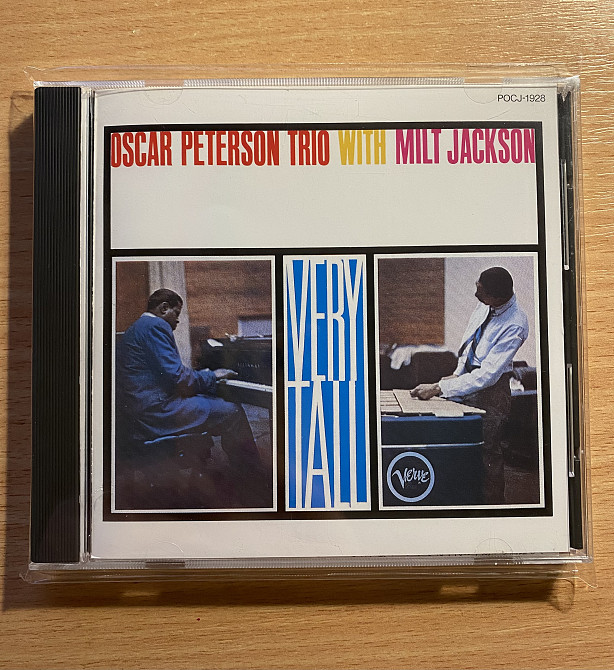 POCJ-1928
OSCAR PETERSON TRIO WITH MILT JACKSON
VERY
TALL
Verve